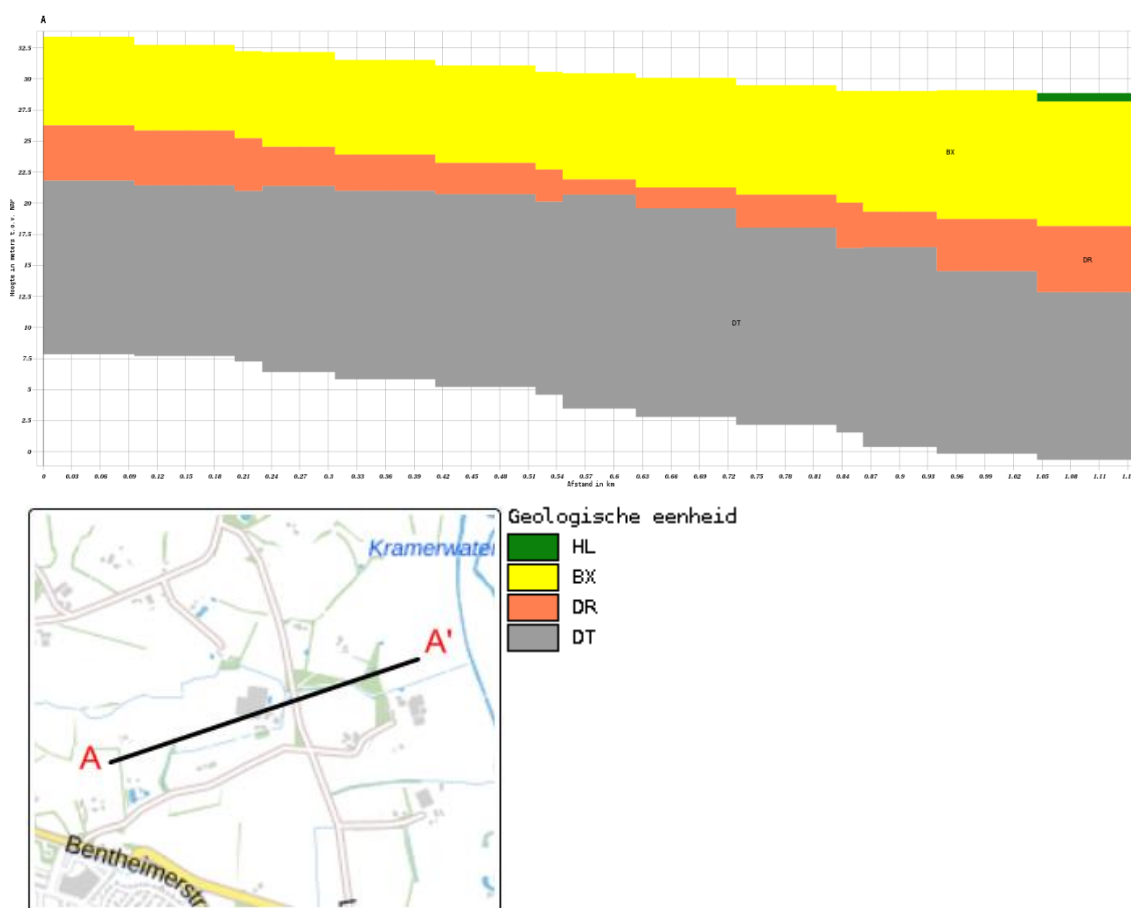 A
32.5
30
27.5
25
22.5
20
17.5
15
12.5
10
7.5
5
2.5
0
Hoogte in meters t.o.v. NAP
BX
DR
DT
0 0.03 0.06 0.09 0.12 0.15 0.18 0.21 0.24 0.27 0.3 0.33 0.36 0.39 0.42 0.45 0.48 0.51 0.54 0.57 0.6 0.63 0.66 0.69 0.72 0.75 0.78 0.81 0.84 0.87 0.9 0.93 0.96 0.99 1.02 1.05 1.08 1.11
Afstand in km
Kramerwater
A'
A
Bentheimerstr
Geologische eenheid
HL
BX
DR
DT